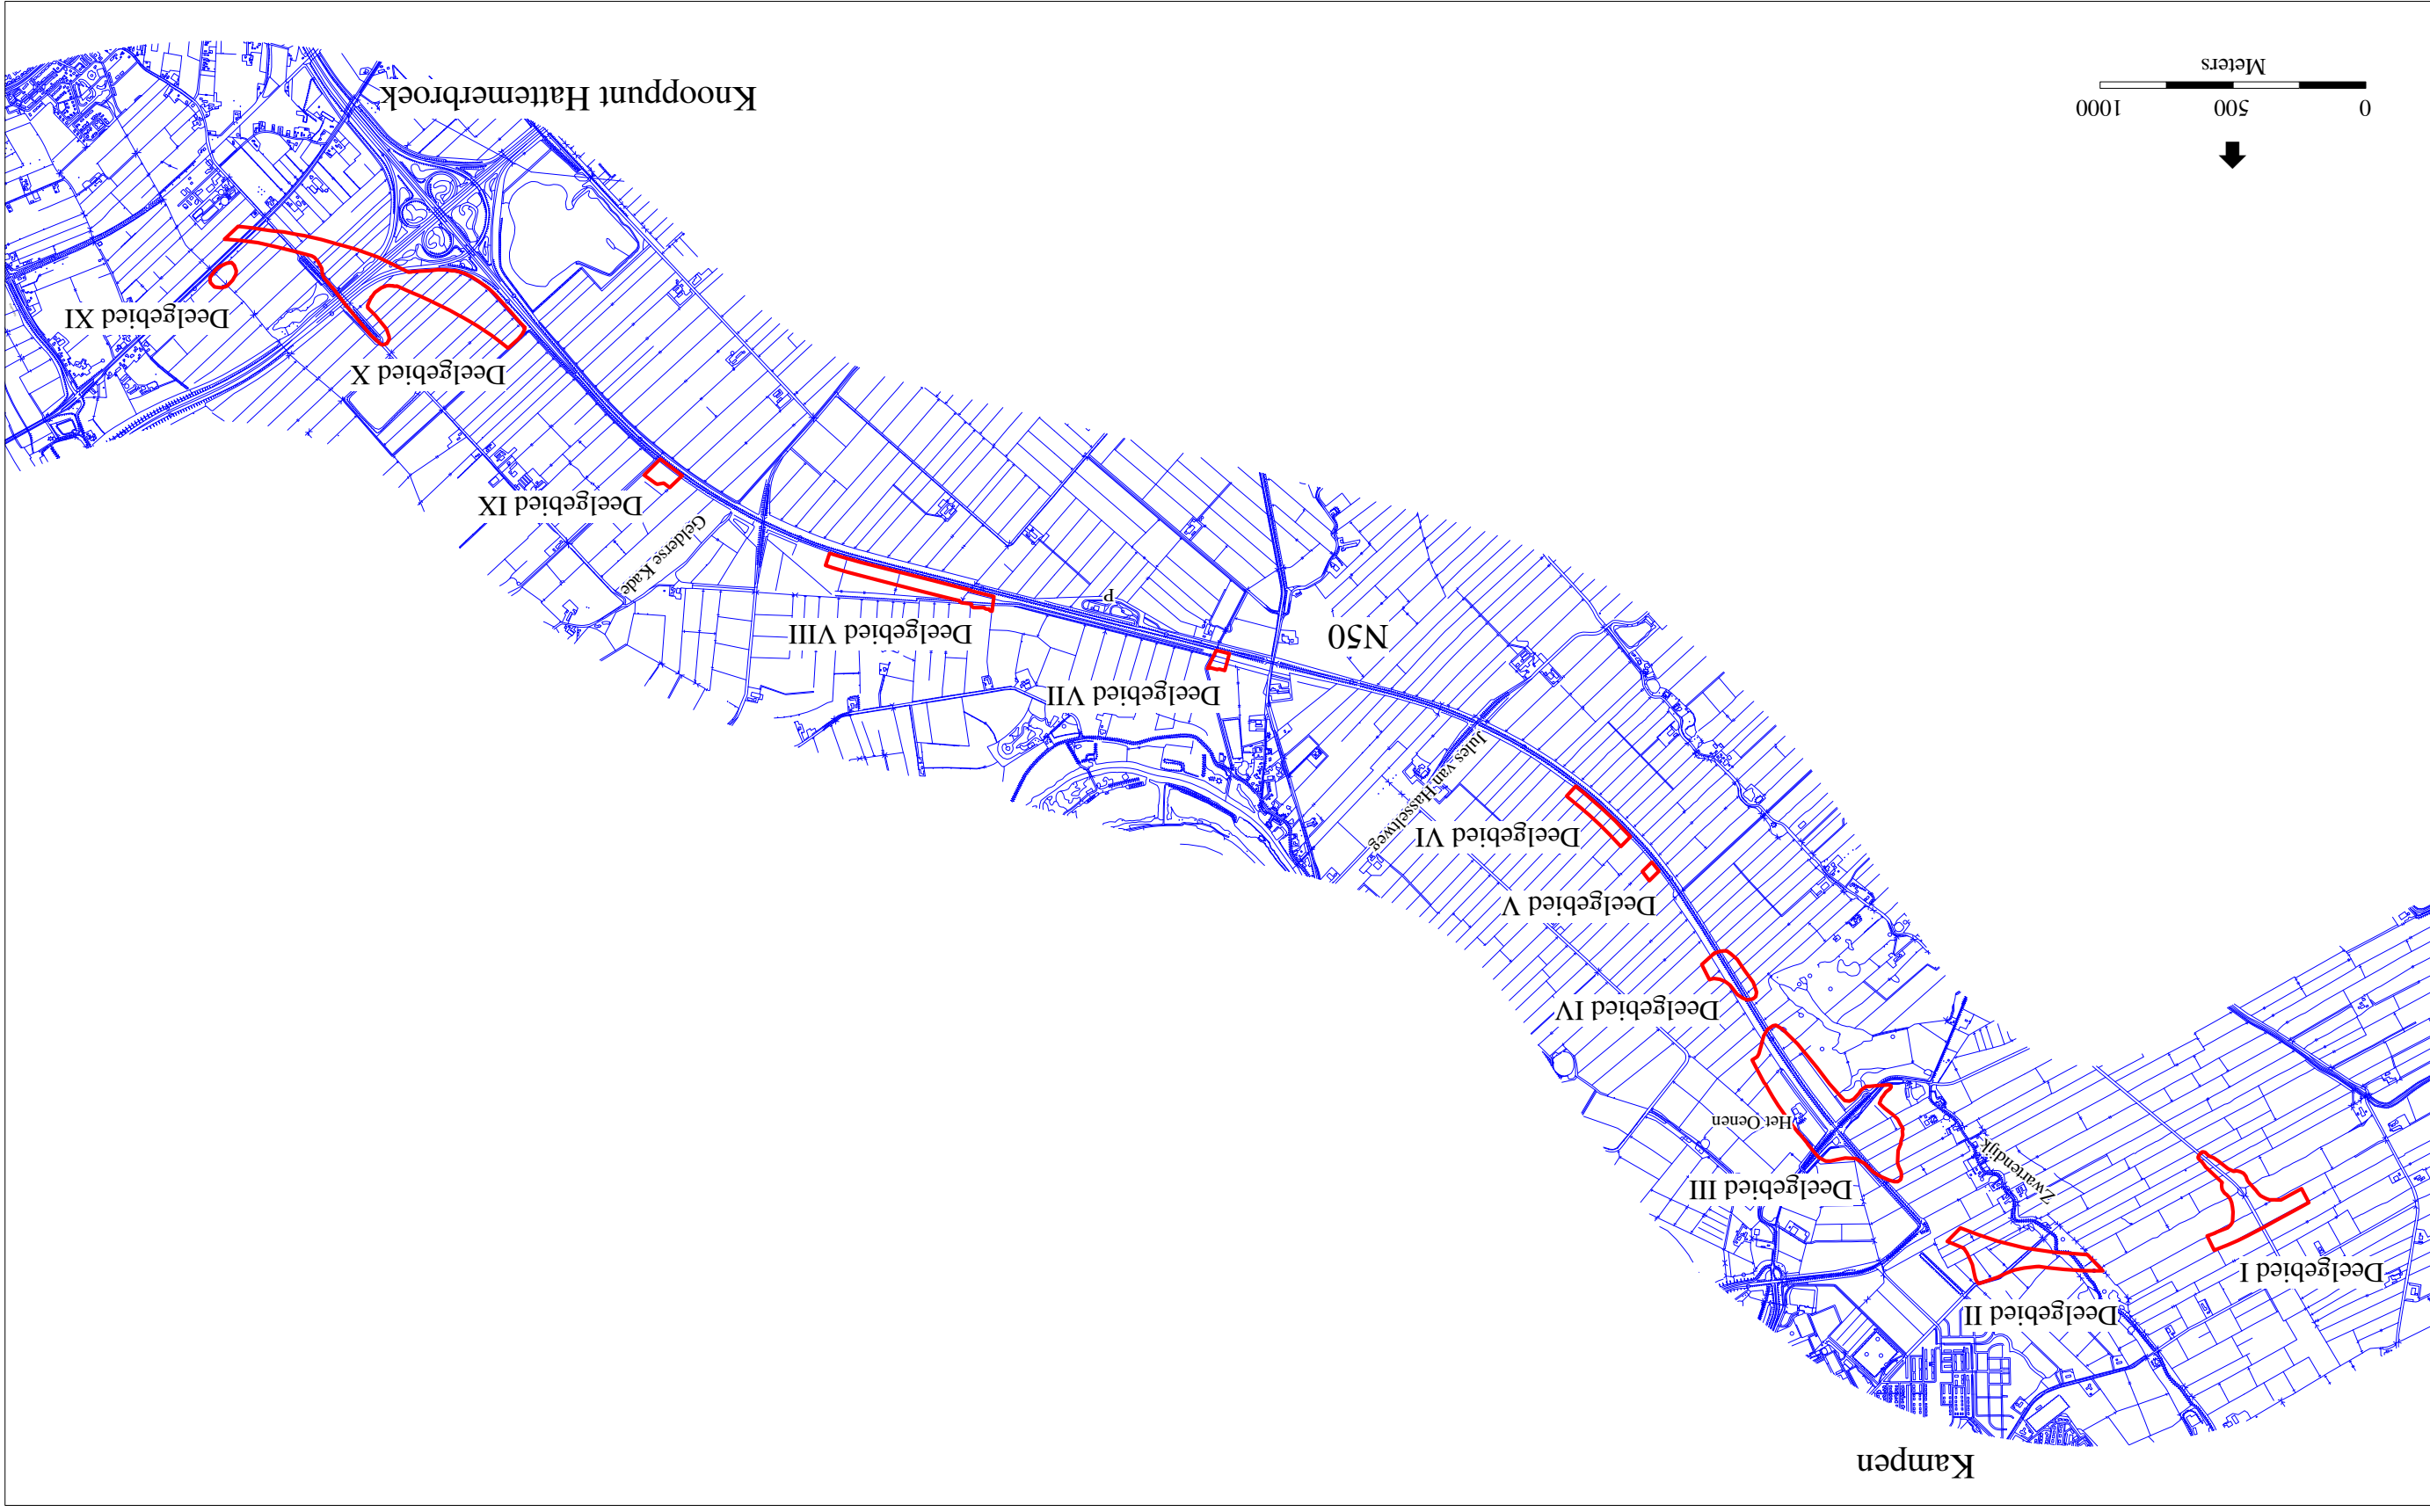 Kampen
Deelgebied II
Deelgebied I
Zwartendijk
Deelgebied III
Het Oenen
Deelgebied IV
Deelgebied V
Deelgebied VI
Jules van Hasseltweg
N50
Deelgebied VII
P
Deelgebied VIII
Gelderse Kade
Deelgebied IX
Deelgebied X
Deelgebied XI
Knooppunt Hattemerbroek
0 500 1000
Meters